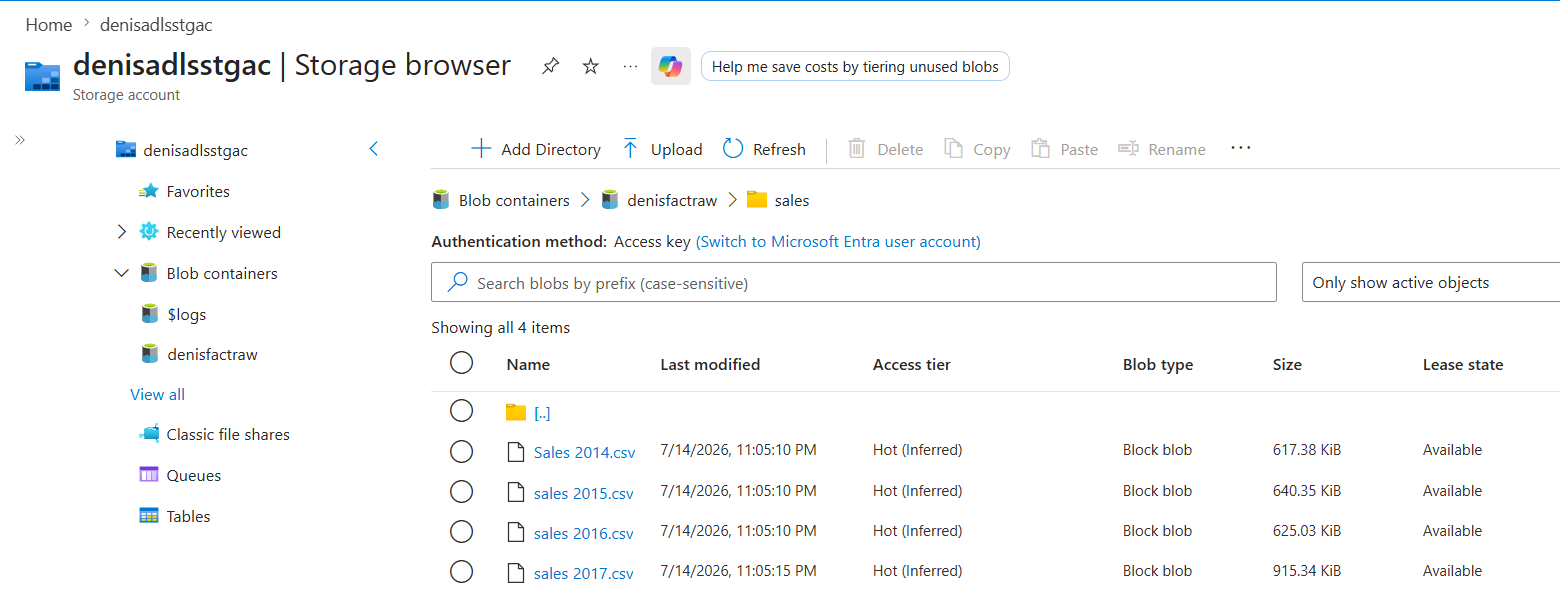 Home > denisadlsstgac
denisadlsstgac | Storage browser
Storage account
... Help me save costs by tiering unused blobs
denisadlsstgac
Favorites
Recently viewed
Blob containers
$logs
denisfactraw
View all
Classic file shares
Queues
Tables
Add Directory Upload Refresh Delete Copy Paste Rename ...
Blob containers > denisfactraw > sales
Authentication method: Access key (Switch to Microsoft Entra user account)
Search blobs by prefix (case-sensitive) Only show active objects
Showing all 4 items
Name Last modified Access tier Blob type Size Lease state
[..]
Sales 2014.csv 7/14/2026, 11:05:10 PM Hot (Inferred) Block blob 617.38 KiB Available
sales 2015.csv 7/14/2026, 11:05:10 PM Hot (Inferred) Block blob 640.35 KiB Available
sales 2016.csv 7/14/2026, 11:05:10 PM Hot (Inferred) Block blob 625.03 KiB Available
sales 2017.csv 7/14/2026, 11:05:15 PM Hot (Inferred) Block blob 915.34 KiB Available